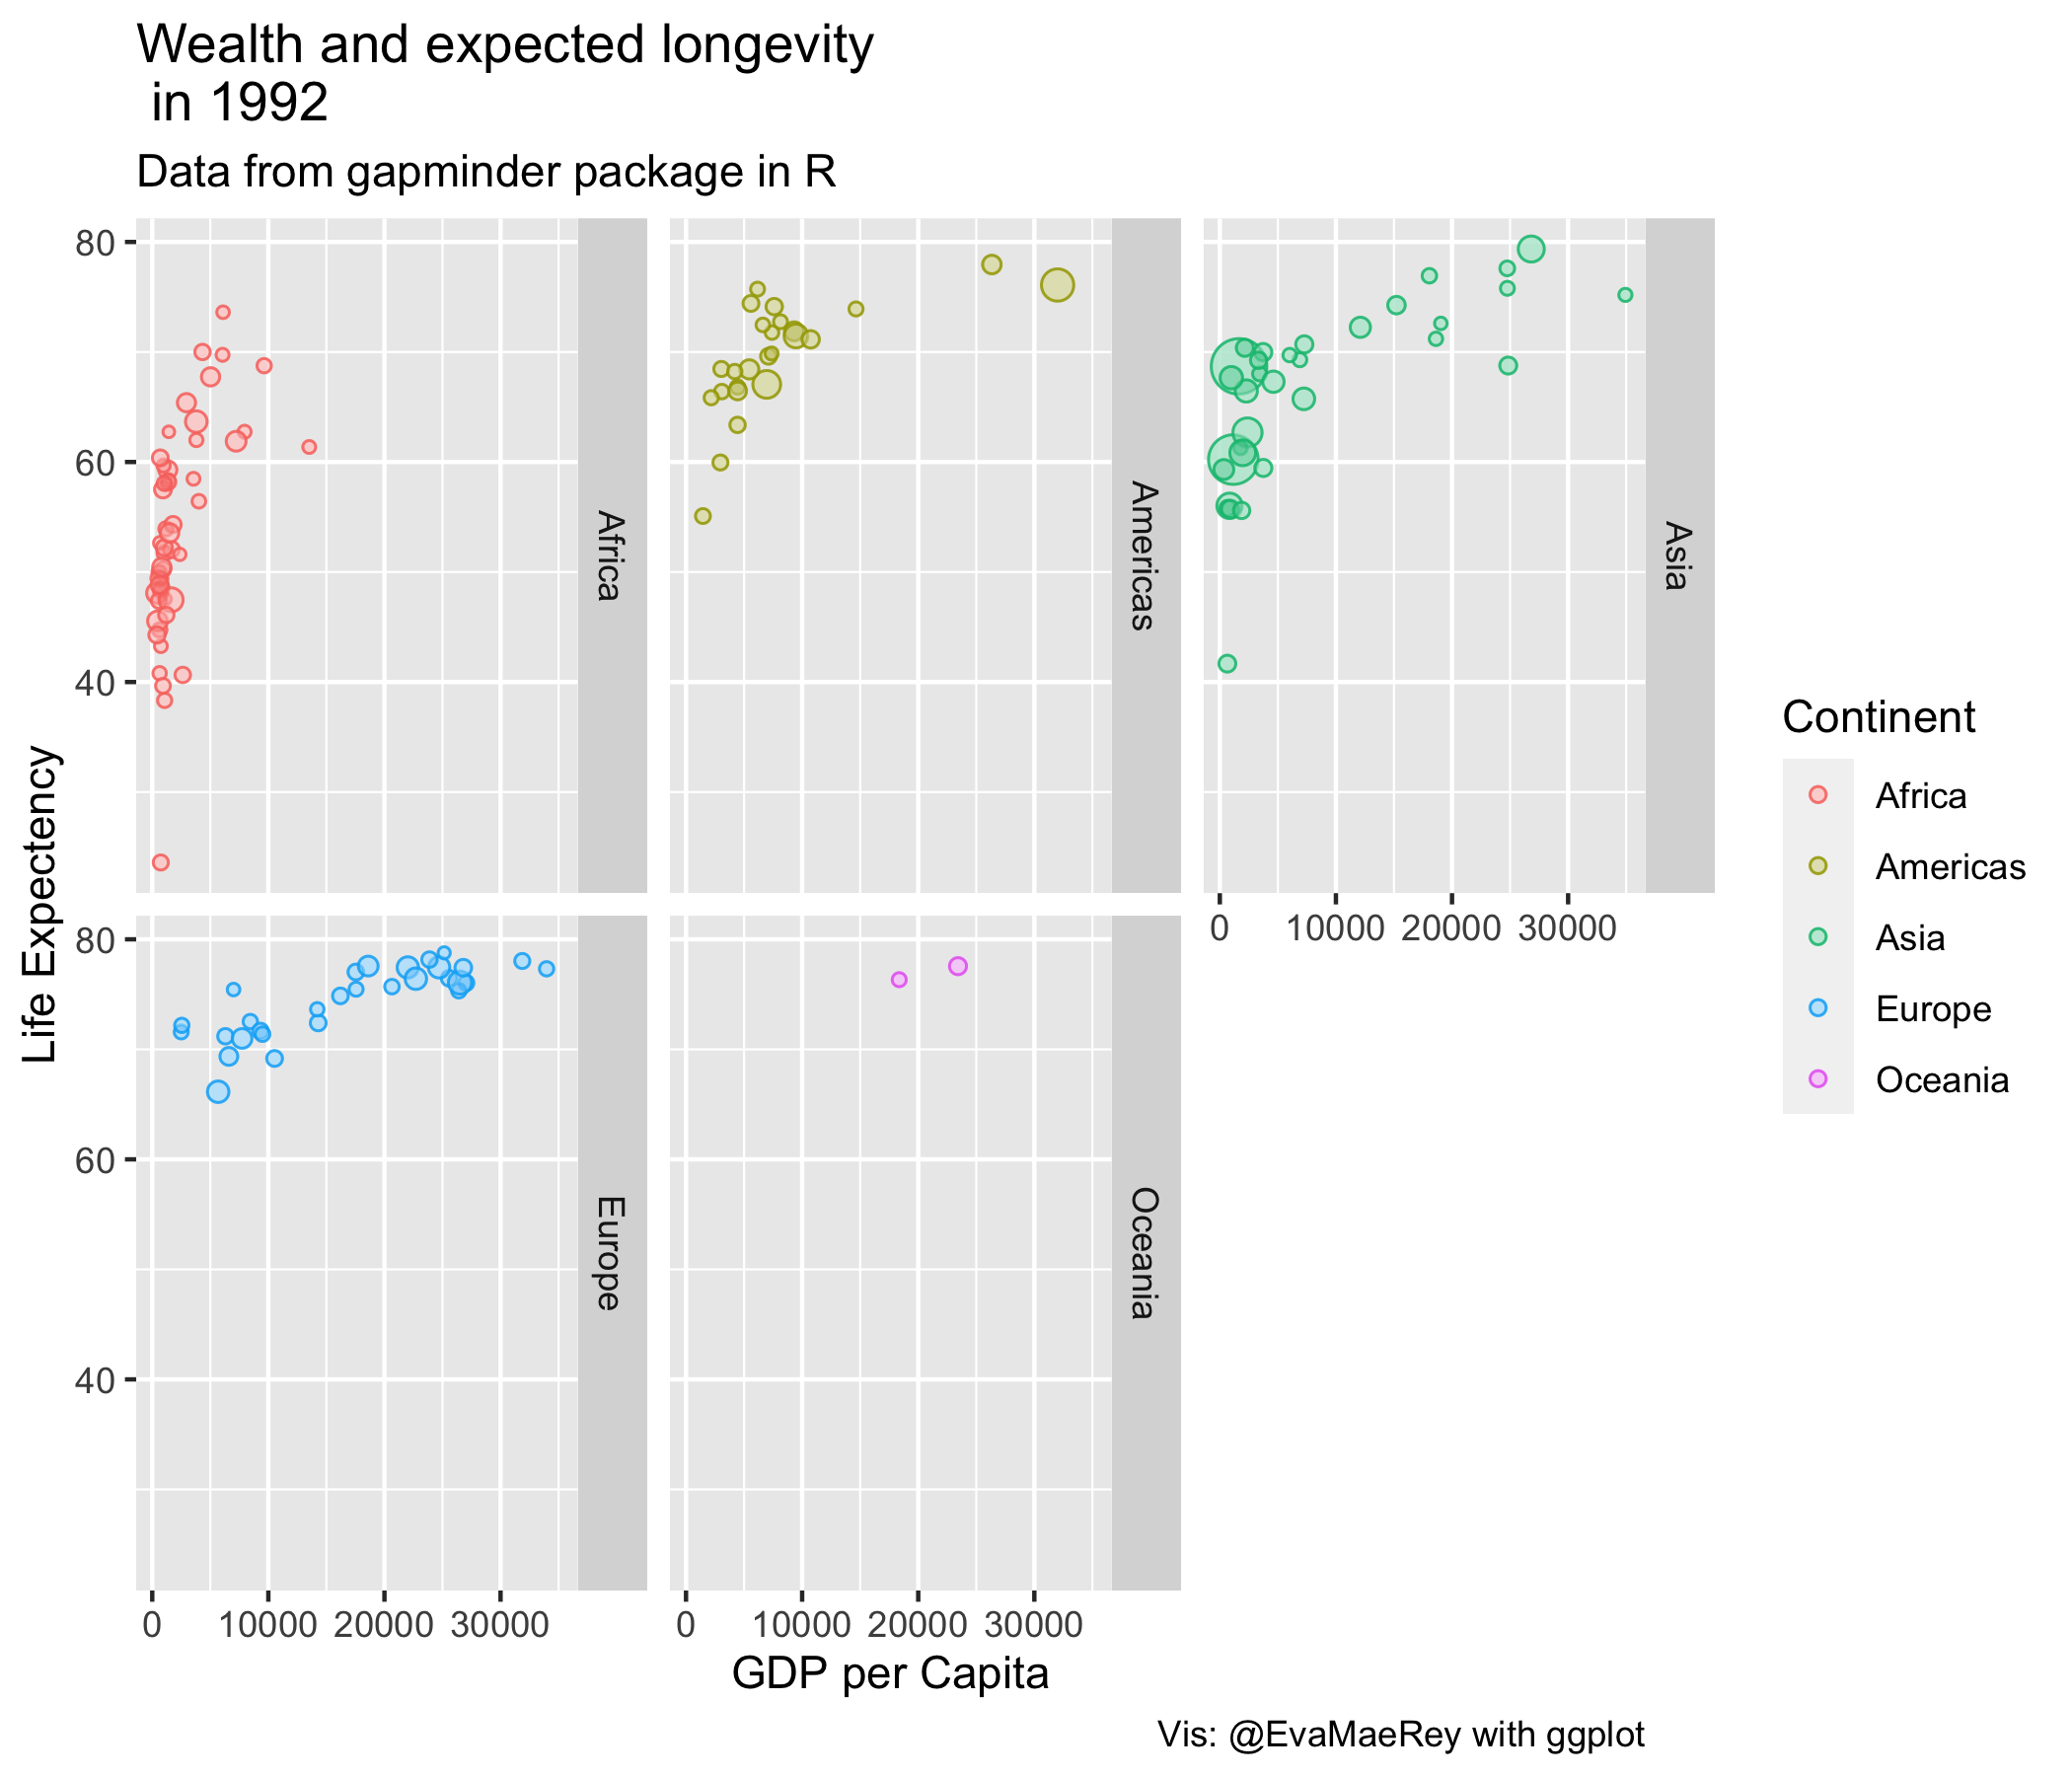 Wealth and expected longevity
in 1992
Data from gapminder package in R
80
60
40
Africa
Americas
Asia
0 10000 20000 30000
Life Expectency
80
60
40
Europe
Oceania
0 10000 20000 30000
0 10000 20000 30000
GDP per Capita
Continent
Africa
Americas
Asia
Europe
Oceania
Vis: @EvaMaeRey with ggplot